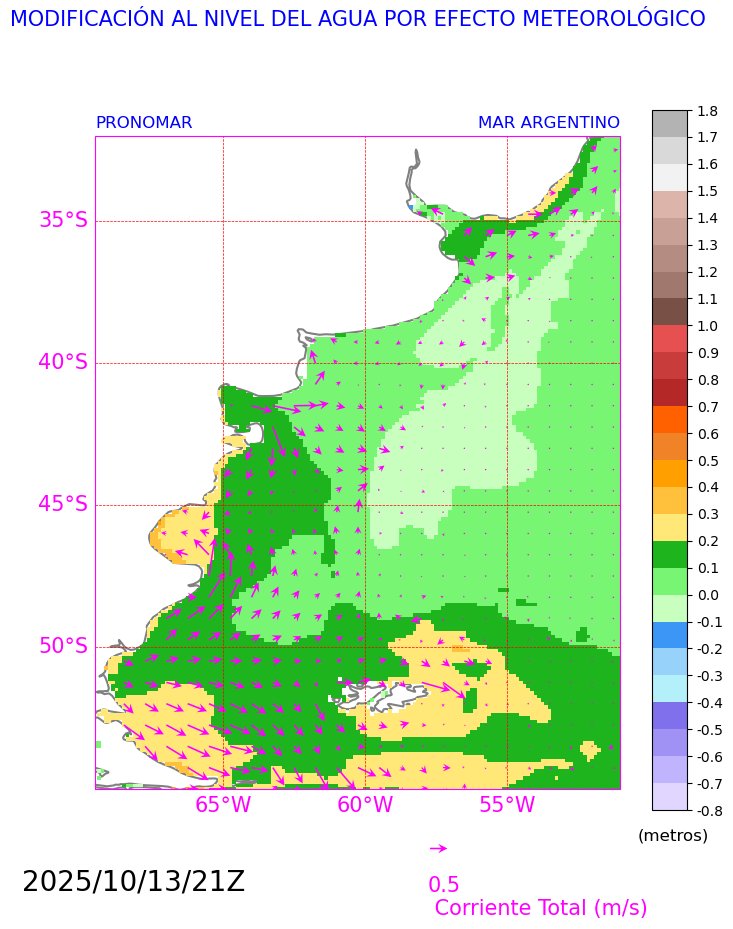 MODIFICACIÓN AL NIVEL DEL AGUA POR EFECTO METEOROLÓGICO
PRONOMAR
MAR ARGENTINO
1.8
1.7
1.6
1.5
1.4
1.3
1.2
1.1
1.0
0.9
0.8
0.7
0.6
0.5
0.4
0.3
0.2
0.1
0.0
-0.1
-0.2
-0.3
-0.4
-0.5
-0.6
-0.7
-0.8
(metros)
35°S
40°S
45°S
50°S
65°W
60°W
55°W
2025/10/13/21Z
0.5
Corriente Total (m/s)